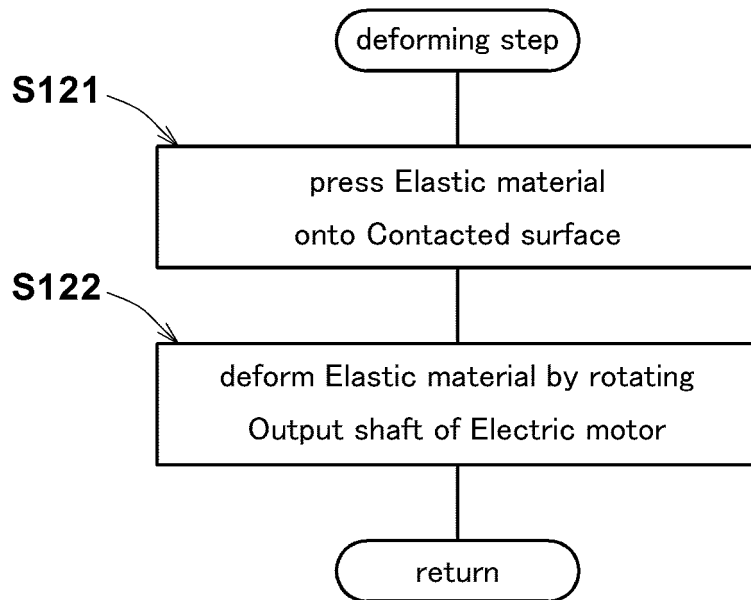 deforming step
S121
press Elastic material
onto Contacted surface
S122
deform Elastic material by rotating
Output shaft of Electric motor
return